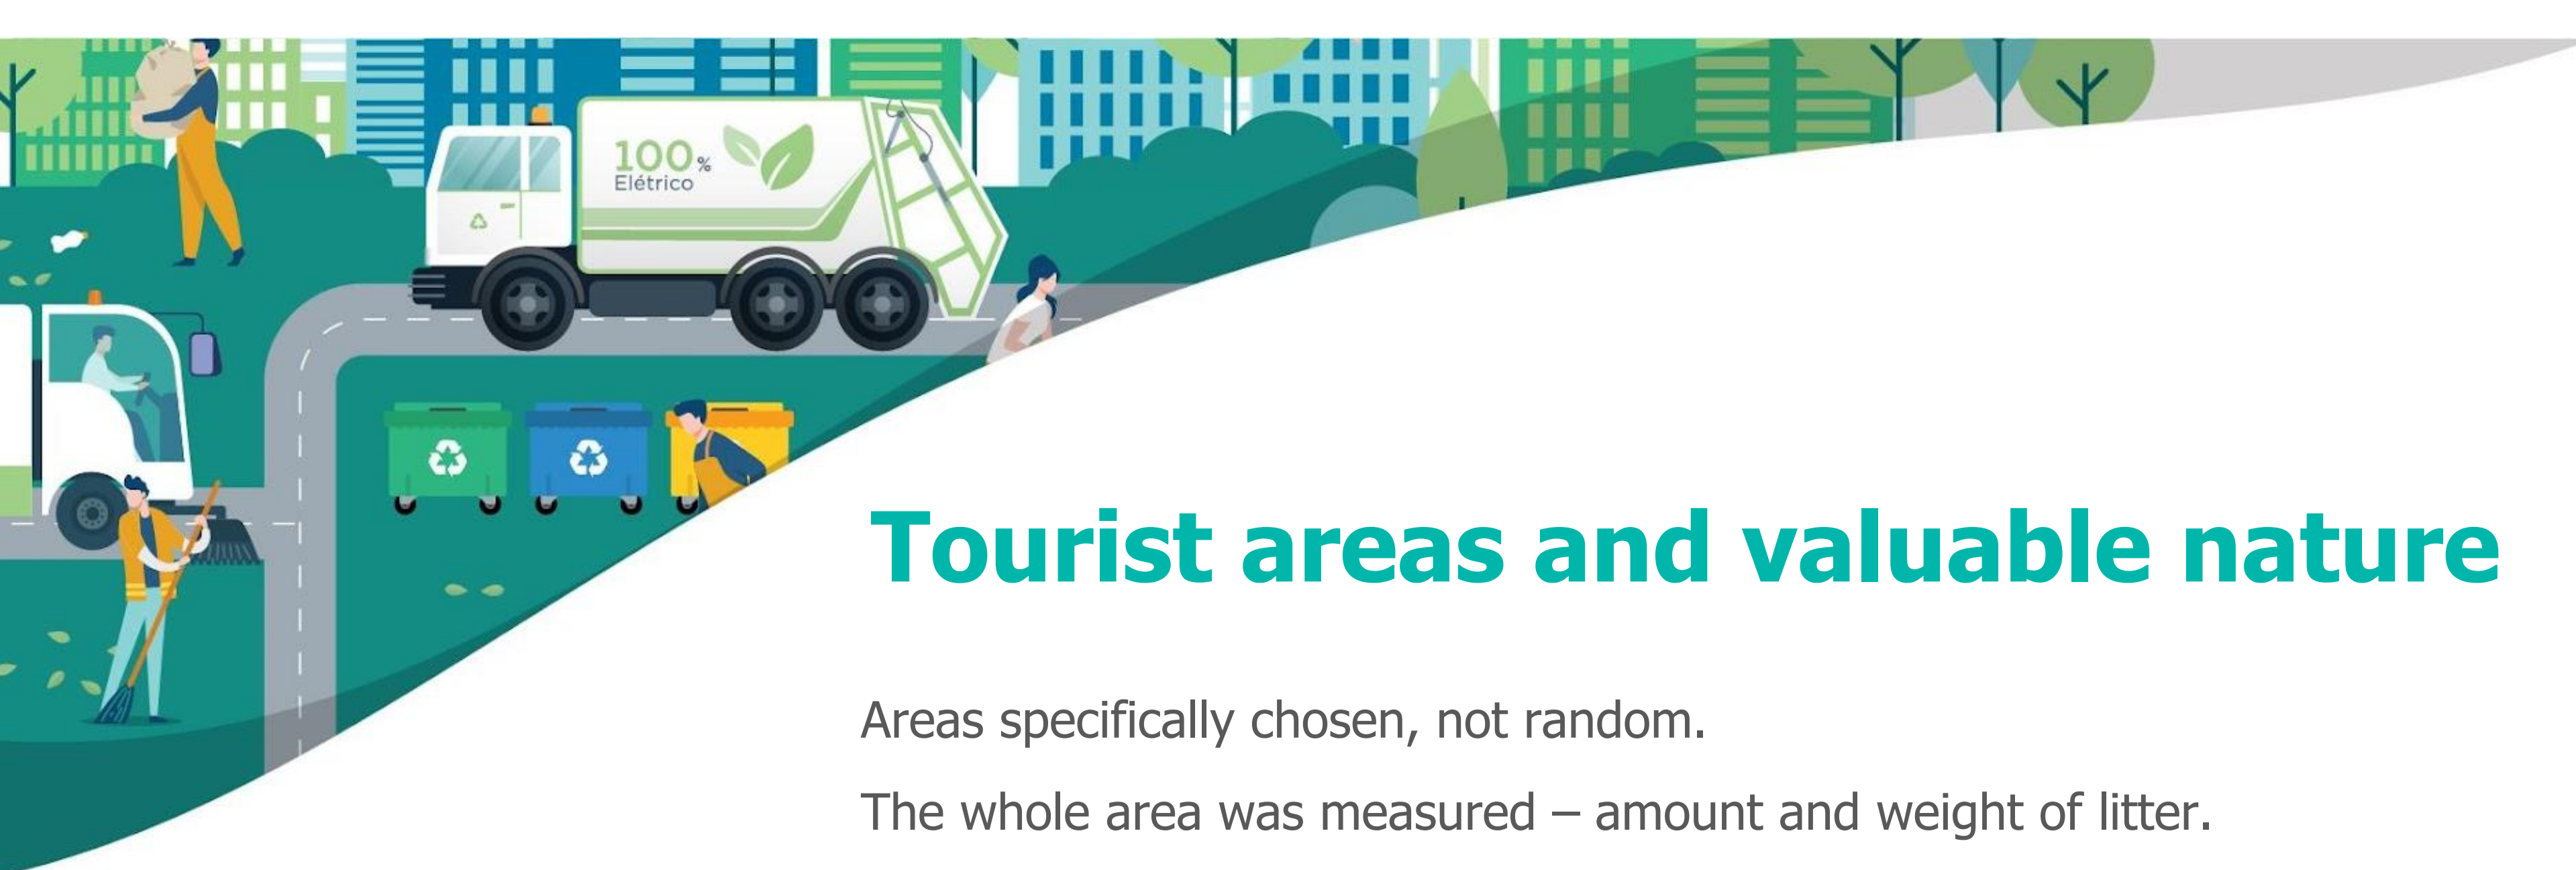 100%
Elétrico
Tourist areas and valuable nature
Areas specifically chosen, not random.
The whole area was measured – amount and weight of litter.